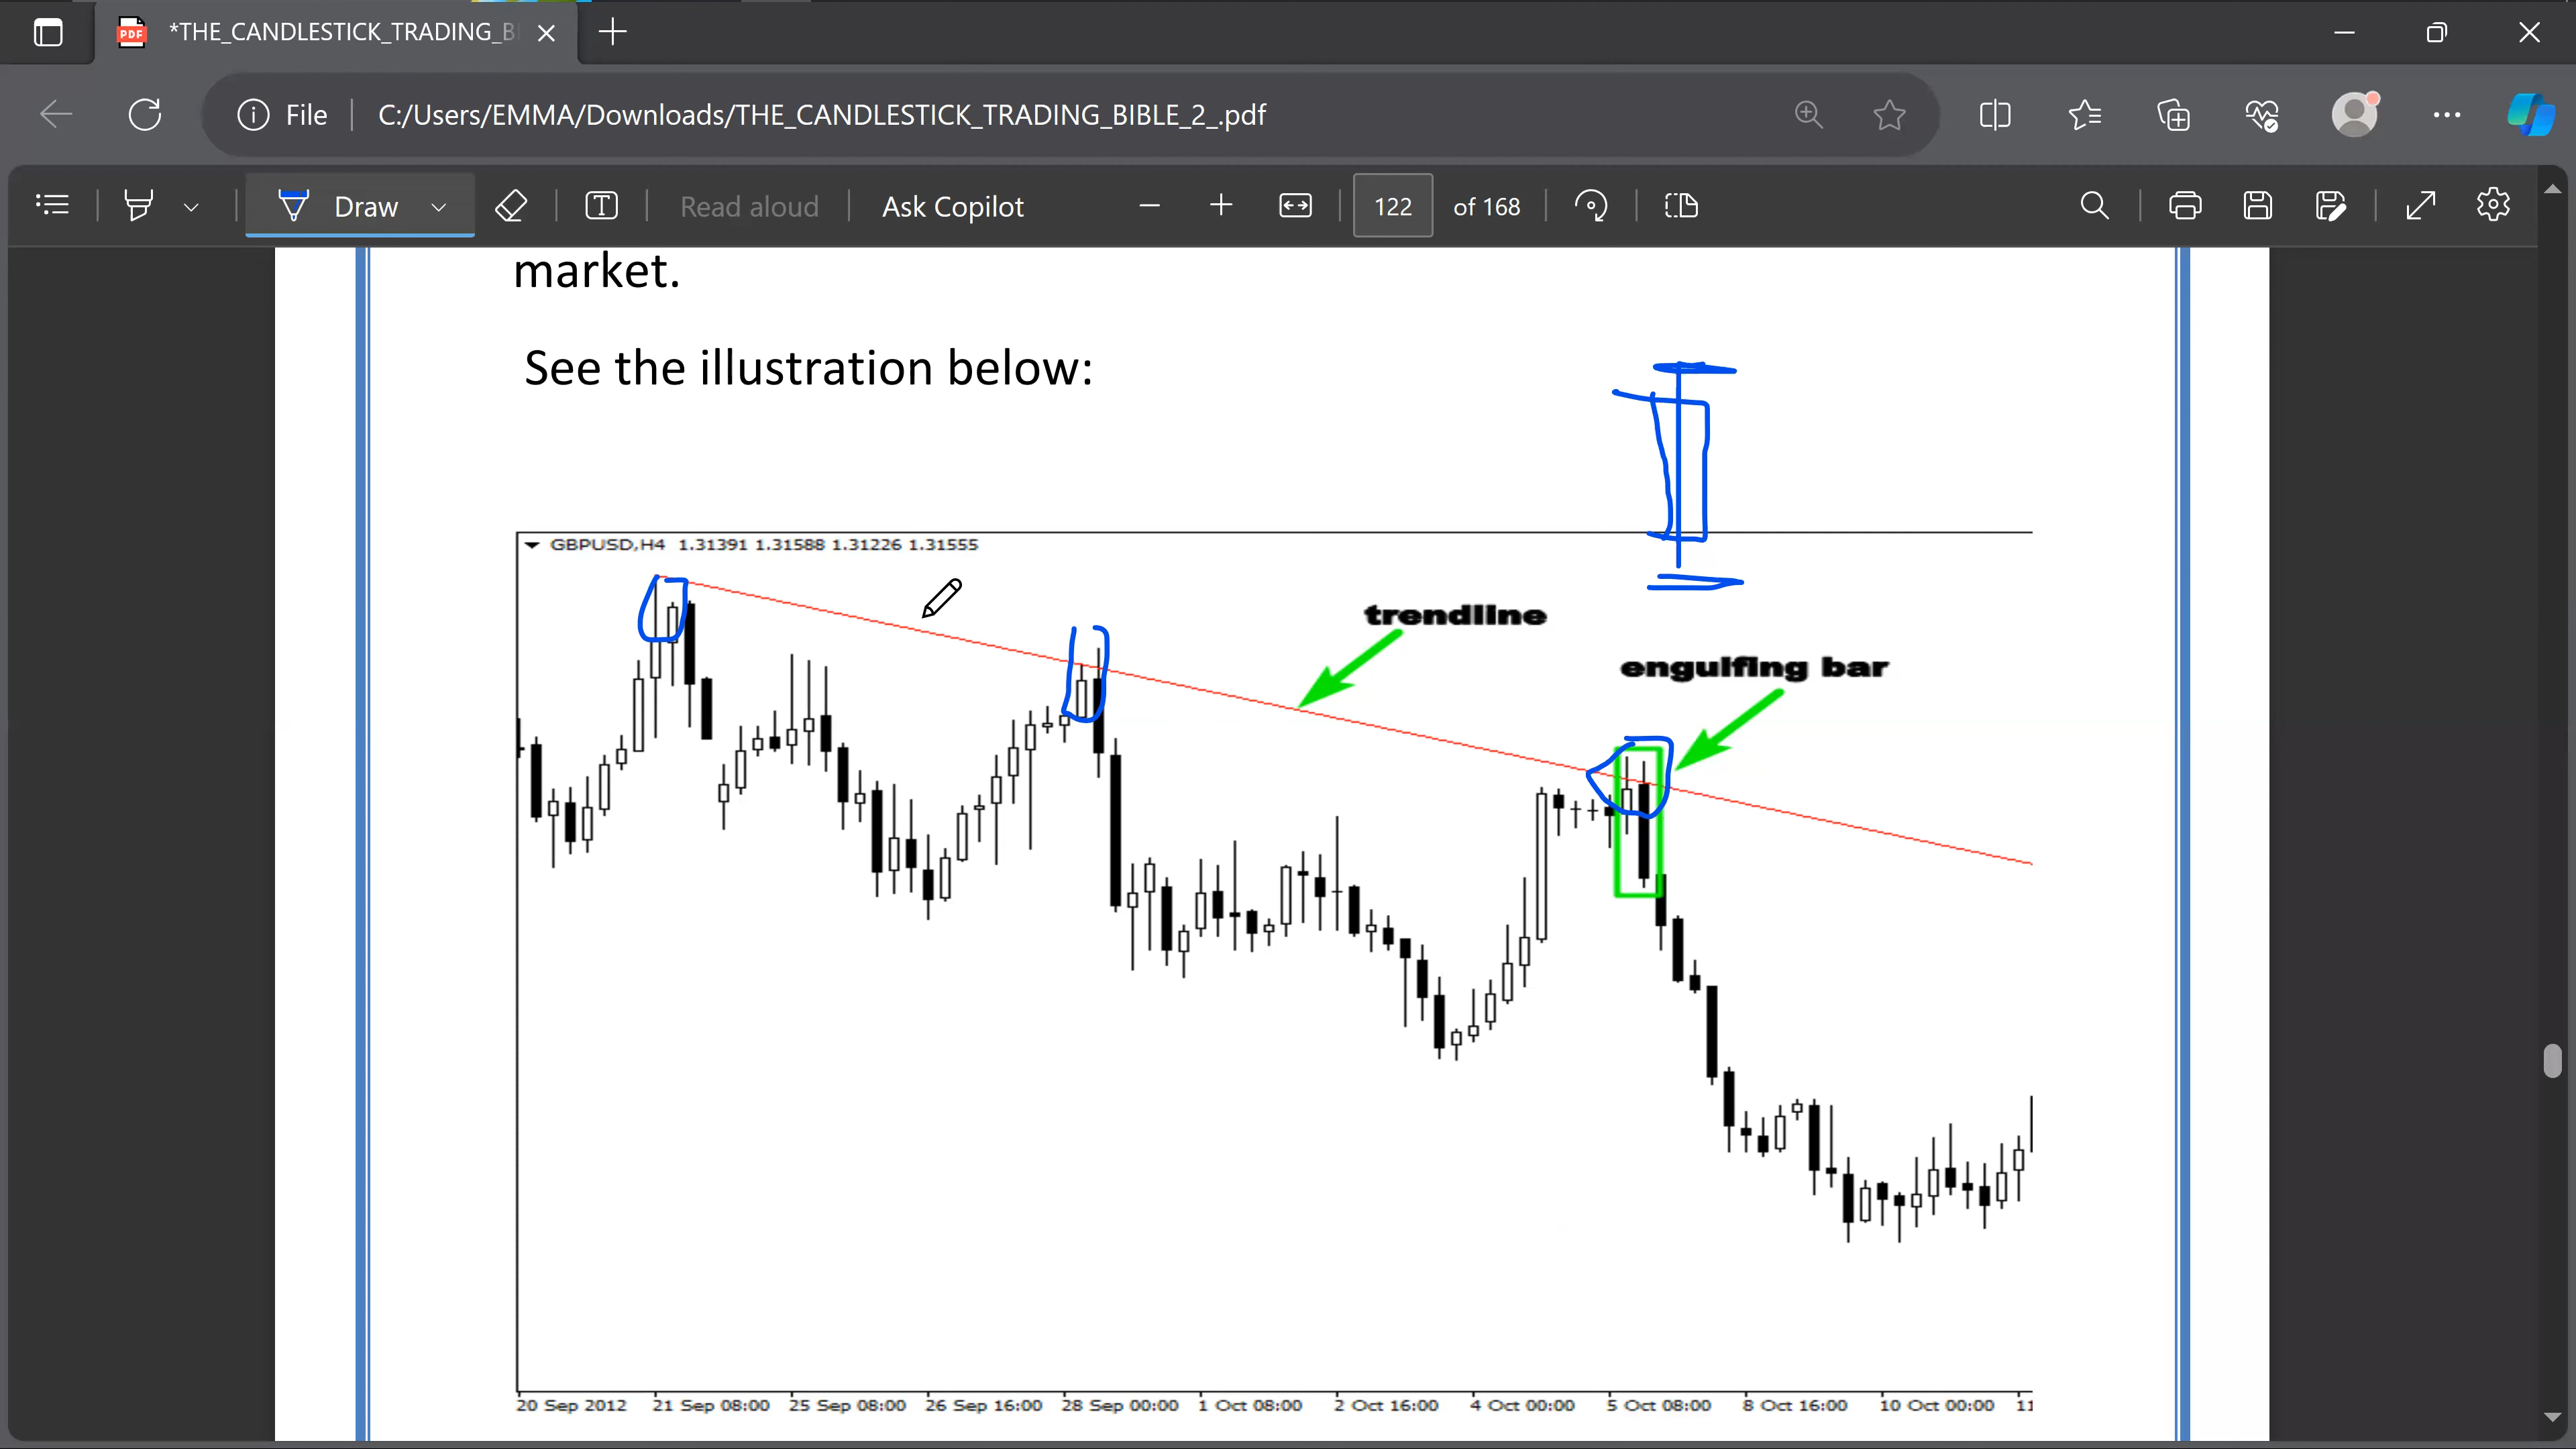 *THE_CANDLESTICK_TRADING_B
File
C:/Users/EMMA/Downloads/THE_CANDLESTICK_TRADING_BIBLE_2_.pdf
Draw
Read aloud
Ask Copilot
122
of 168
market.
See the illustration below:
GBPUSD,H4 1.31391 1.31588 1.31226 1.31555
trendline
engulfing bar
20 Sep 2012 21 Sep 08:00 25 Sep 08:00 26 Sep 16:00 28 Sep 00:00 1 Oct 08:00 2 Oct 16:00 4 Oct 00:00 5 Oct 08:00 8 Oct 16:00 10 Oct 00:00 11